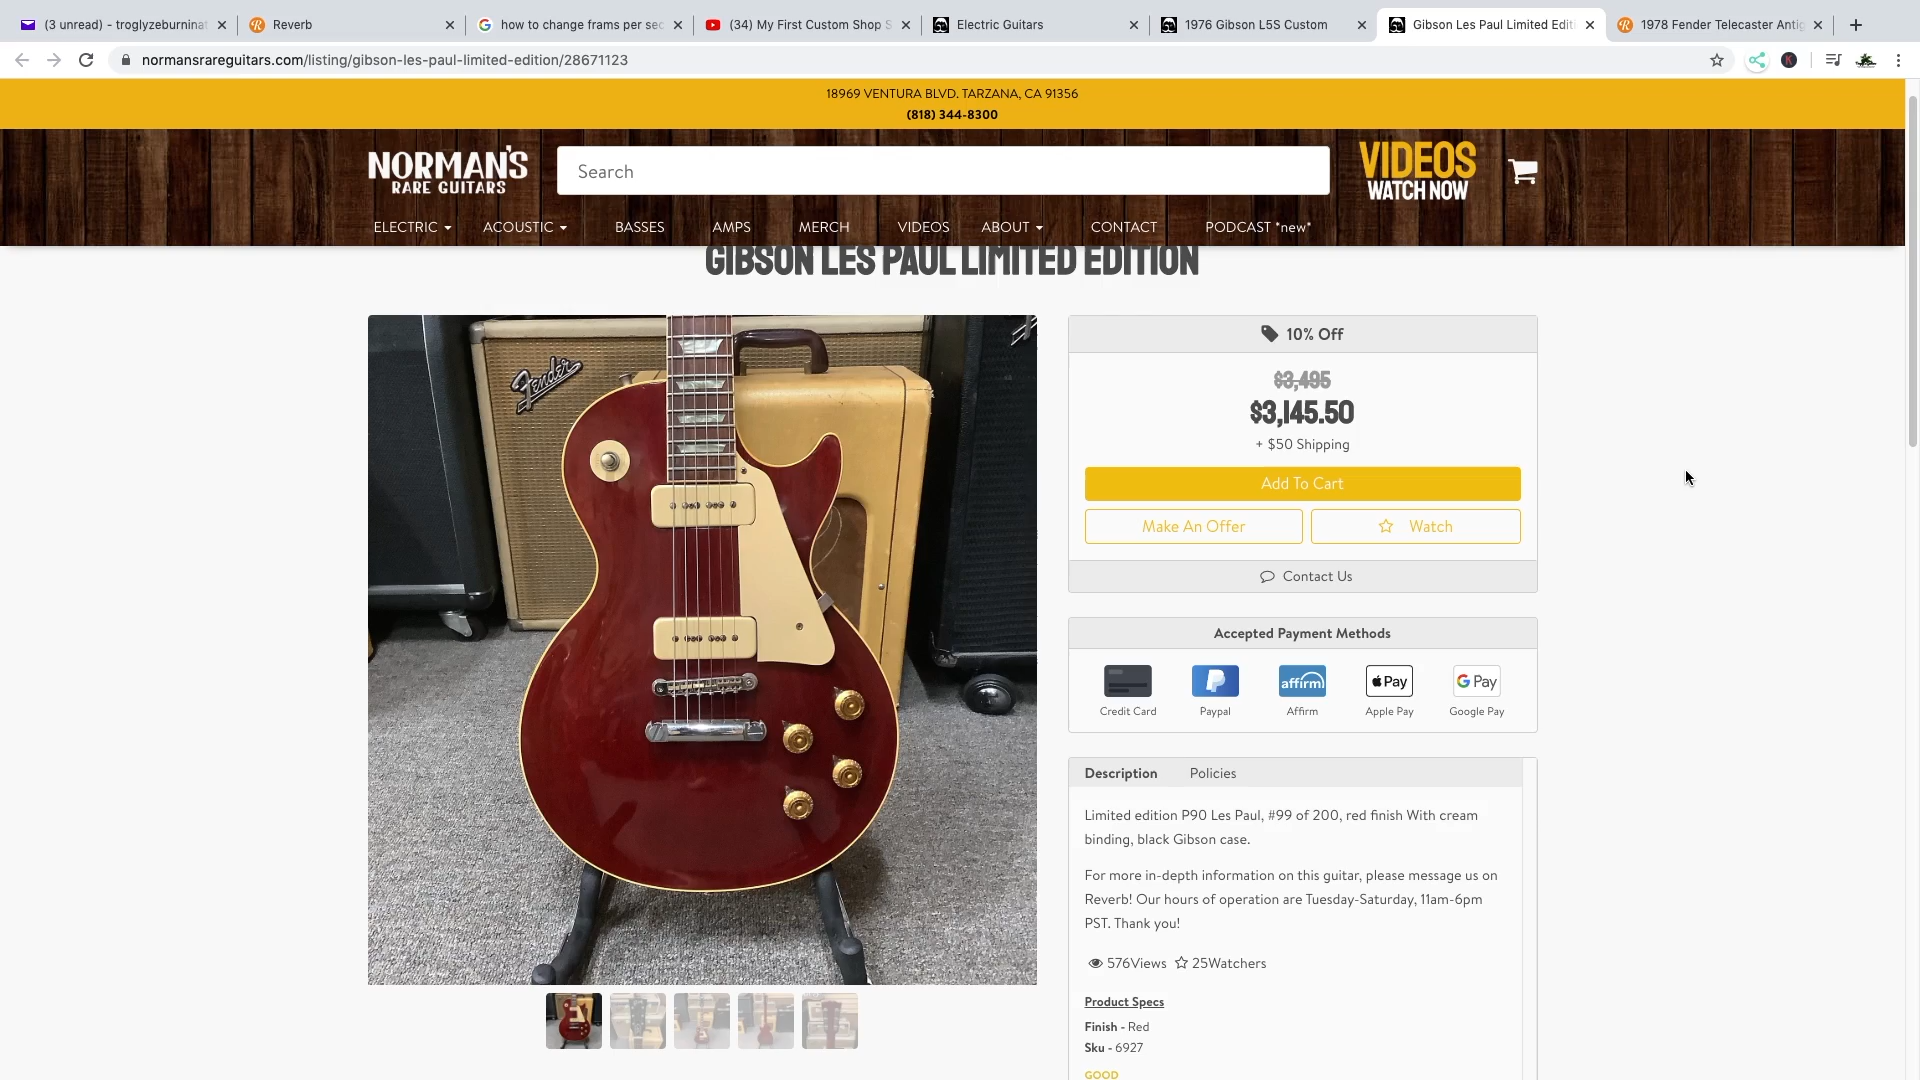 (3 unread) - troglyzeburninat
Reverb
how to change frams per sec
(34) My First Custom Shop S
Electric Guitars
1976 Gibson L5S Custom
Gibson Les Paul Limited Editi
1978 Fender Telecaster Antig
normansrareguitars.com/listing/gibson-les-paul-limited-edition/28671123
18969 VENTURA BLVD. TARZANA, CA 91356
(818) 344-8300
NORMAN'S
RARE GUITARS
Search
VIDEOS
WATCH NOW
ELECTRIC ACOUSTIC BASSES AMPS MERCH VIDEOS ABOUT CONTACT PODCAST *new*
GIBSON LES PAUL LIMITED EDITION
Fender
10% Off
$3,495
$3,145.50
+ $50 Shipping
Add To Cart
Make An Offer
Watch
Contact Us
Accepted Payment Methods
affirm
Pay
G Pay
Credit Card Paypal Affirm Apple Pay Google Pay
Description Policies
Limited edition P90 Les Paul, #99 of 200, red finish With cream
binding, black Gibson case.
For more in-depth information on this guitar, please message us on
Reverb! Our hours of operation are Tuesday-Saturday, 11am-6pm
PST. Thank you!
576Views 25Watchers
Product Specs
Finish - Red
Sku - 6927
GOOD